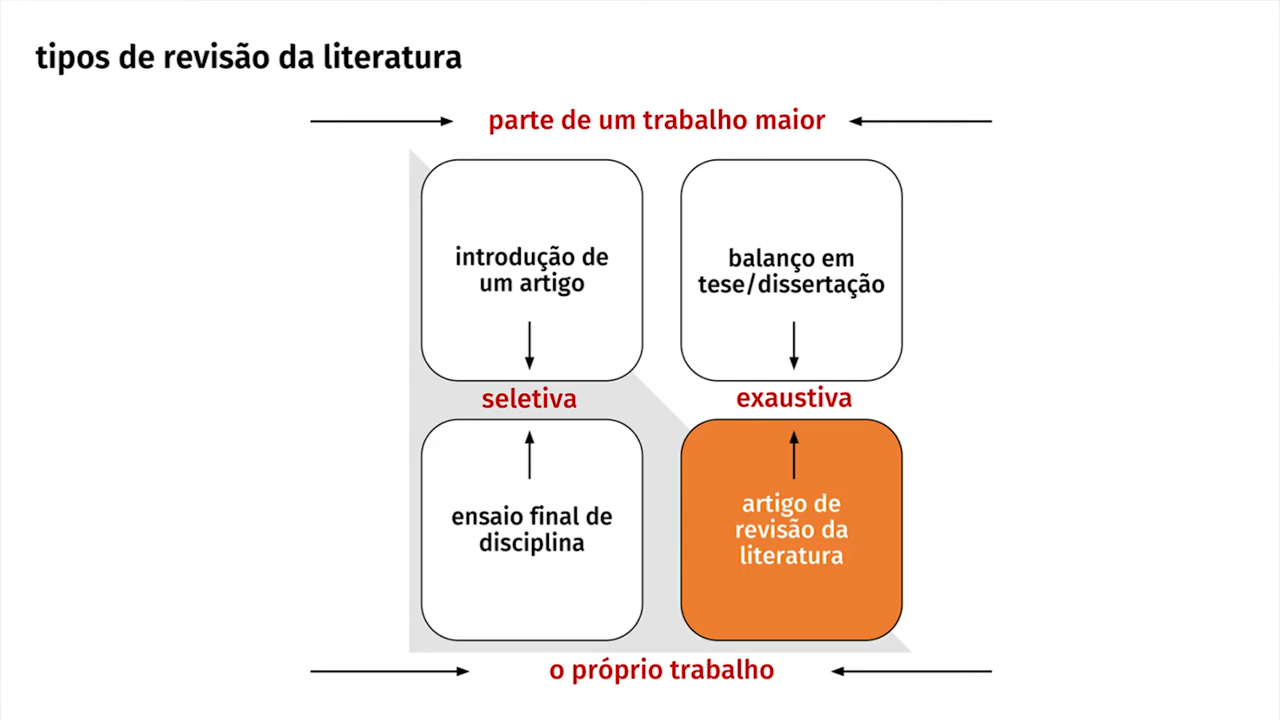 tipos de revisão da literatura
parte de um trabalho maior
introdução de
um artigo
balanço em
tese/dissertação
seletiva
exaustiva
ensaio final de
disciplina
artigo de
revisão da
literatura
o próprio trabalho